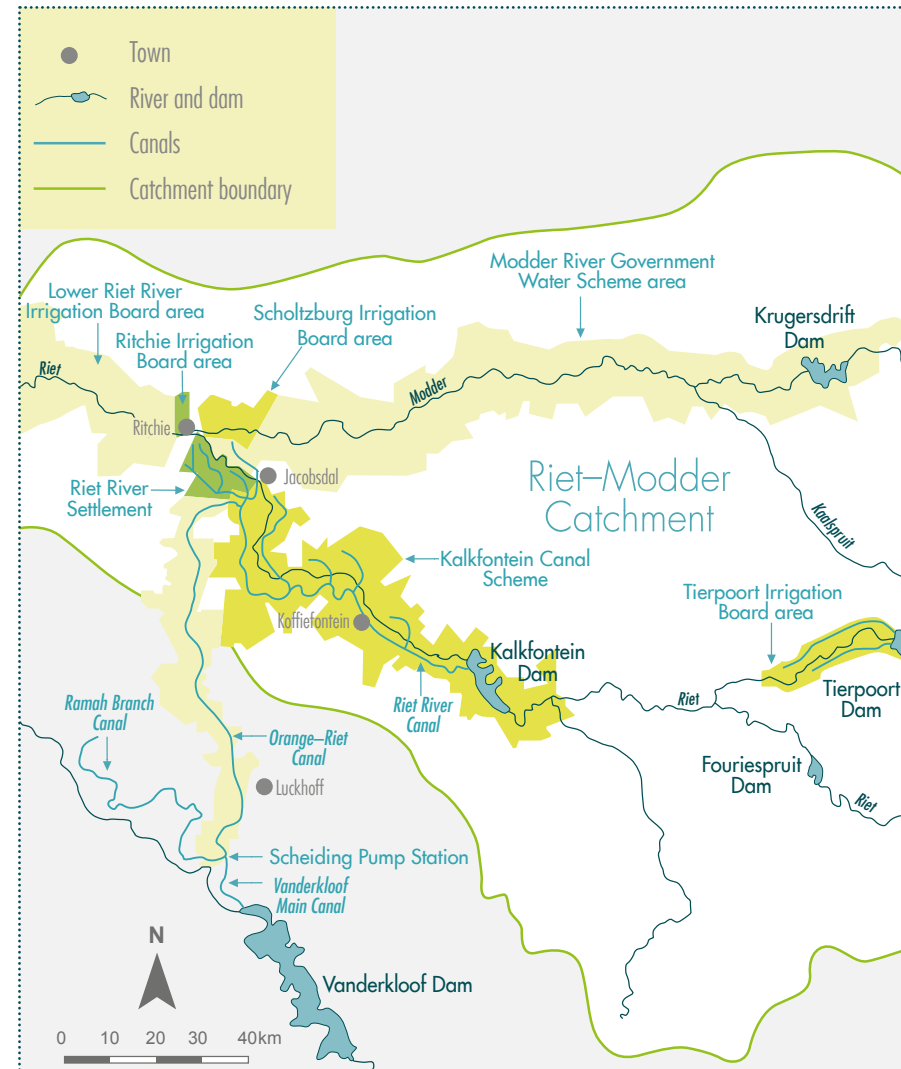 Town
River and dam
Canals
Catchment boundary
Modder River Government
Water Scheme area
Lower Riet River
Irrigation Board area
Scholtzburg Irrigation
Board area
Krugersdrift
Dam
Ritchie Irrigation
Board area
Riet
Modder
Ritchie
Jacobsdal
Riet–Modder
Catchment
Riet River
Settlement
Kaalspruit
Kalkfontein Canal
Scheme
Tierpoort Irrigation
Board area
Koffiefontein
Kalkfontein
Dam
Ramah Branch
Canal
Riet River
Canal
Riet
Tierpoort
Dam
Orange–Riet
Canal
Fouriespruit
Dam
Luckhoff
Riet
Scheiding Pump Station
Vanderkloof
Main Canal
N
Vanderkloof Dam
0 10 20 30 40km